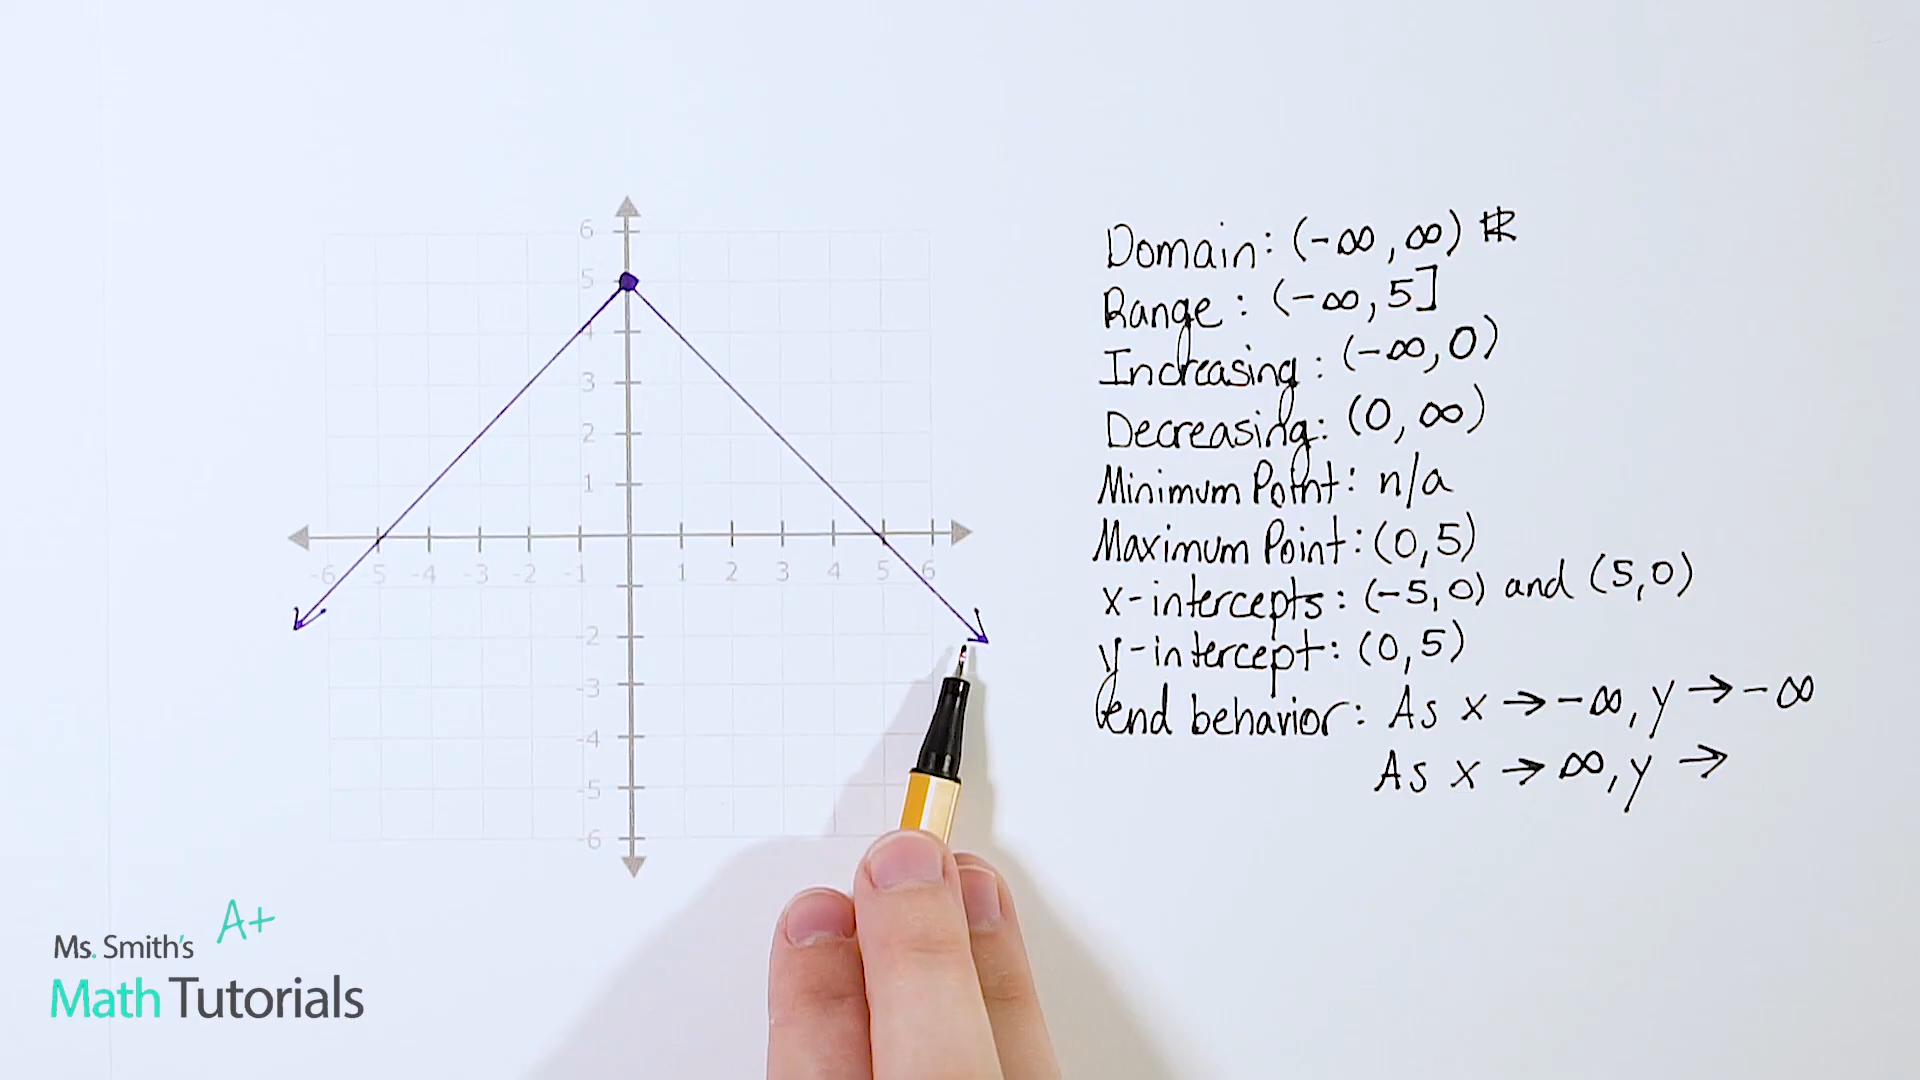 6
5
4
3
2
1
-6 -5 -4 -3 -2 -1 1 2 3 4 5 6
-2
-3
-4
-5
-6
Domain: (-∞, ∞) ℝ
Range: (-∞, 5]
Increasing: (-∞, 0)
Decreasing: (0, ∞)
Minimum Point: n/a
Maximum Point: (0, 5)
x-intercepts: (-5, 0) and (5, 0)
y-intercept: (0, 5)
end behavior: As x → -∞, y → -∞
As x → ∞, y →
A+
Ms. Smith's
Math Tutorials